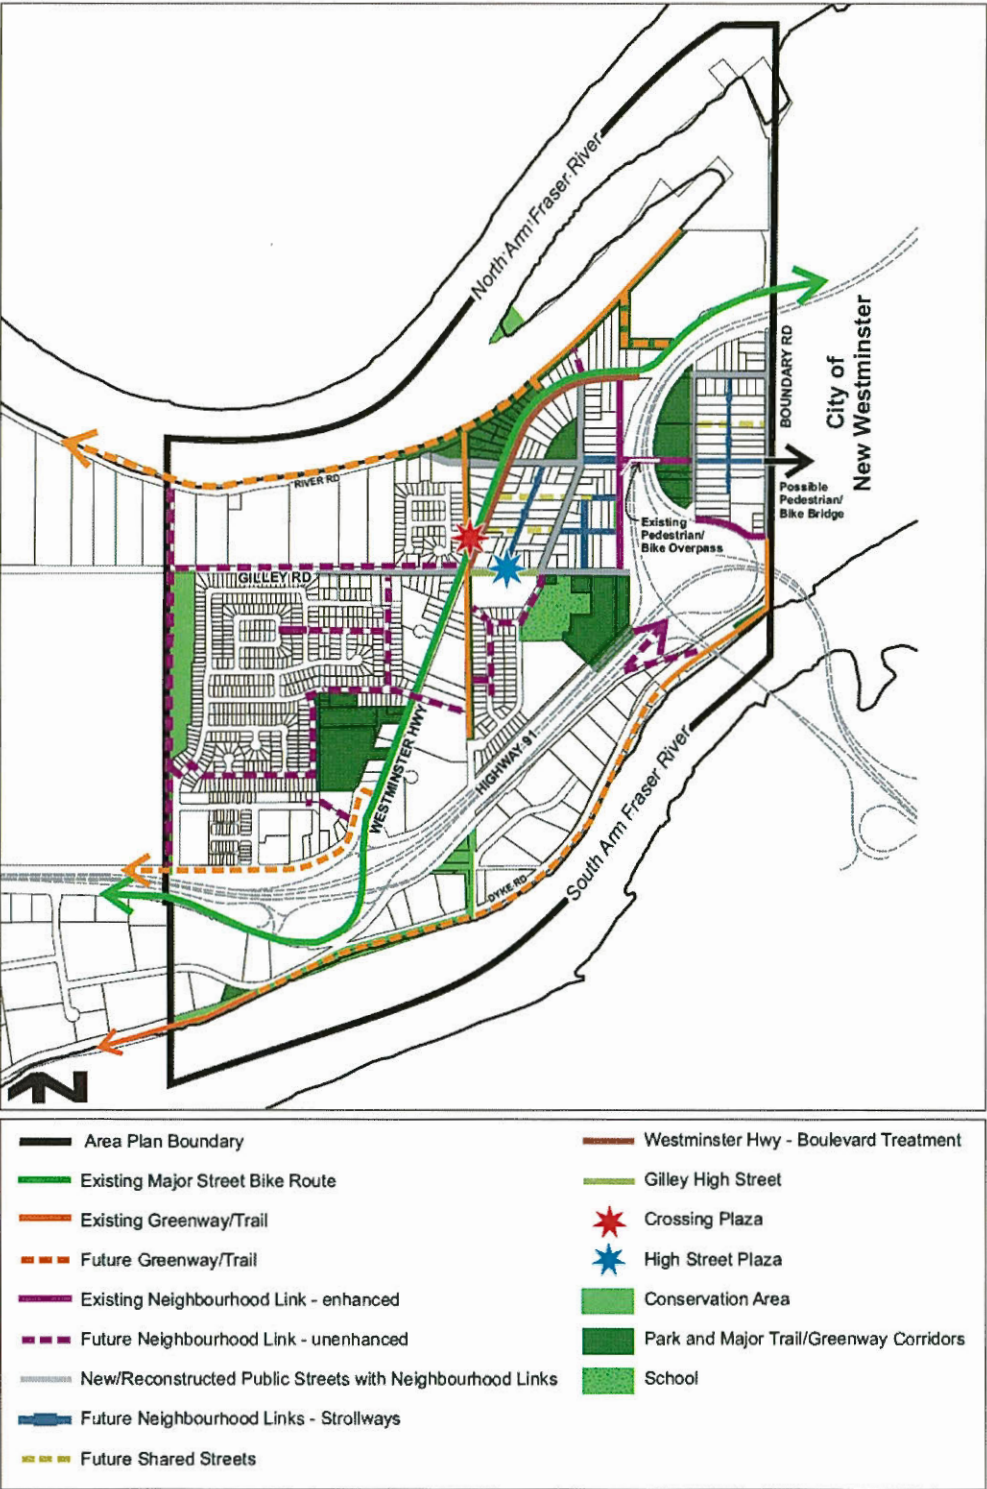 North Arm Fraser River
BOUNDARY RD
City of
New Westminster
RIVER RD
Possible
Pedestrian/
Bike Bridge
Existing
Pedestrian/
Bike Overpass
GILLEY RD
WESTMINSTER HWY
HIGHWAY 91
South Arm Fraser River
DYKE RD
N
Area Plan Boundary
Existing Major Street Bike Route
Existing Greenway/Trail
Future Greenway/Trail
Existing Neighbourhood Link - enhanced
Future Neighbourhood Link - unenhanced
New/Reconstructed Public Streets with Neighbourhood Links
Future Neighbourhood Links - Strollways
Future Shared Streets
Westminster Hwy - Boulevard Treatment
Gilley High Street
Crossing Plaza
High Street Plaza
Conservation Area
Park and Major Trail/Greenway Corridors
School